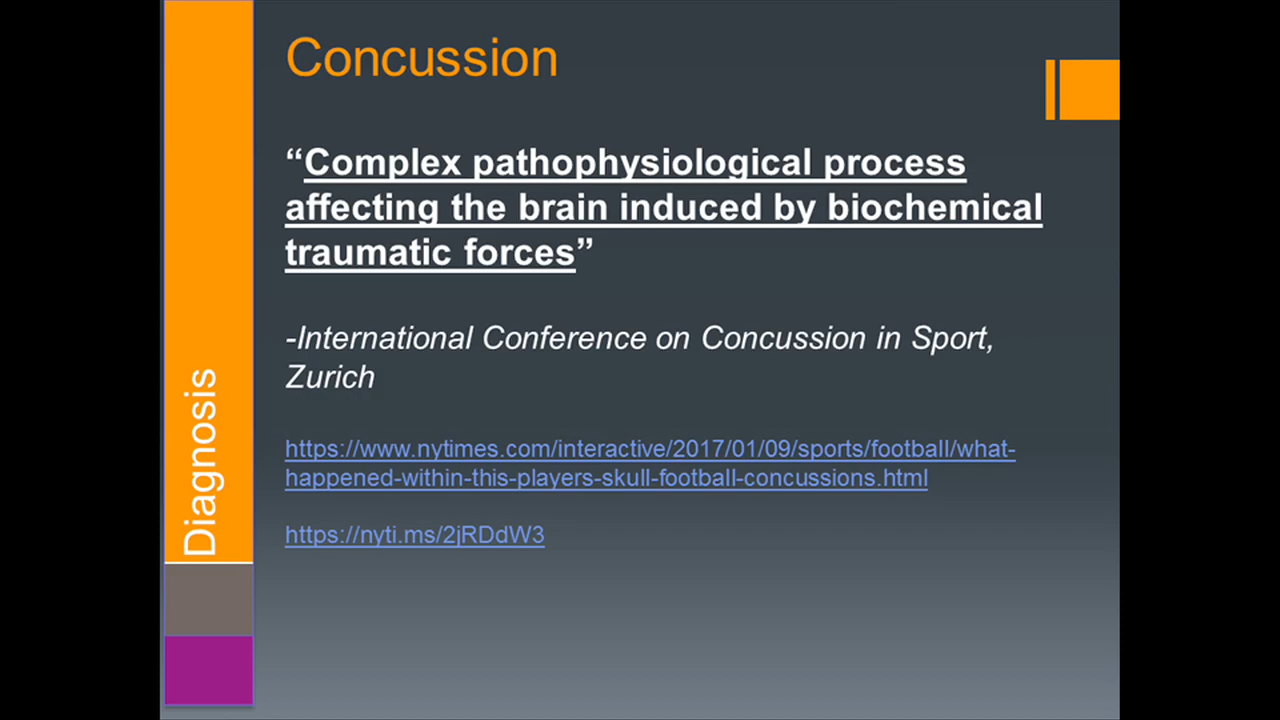 Concussion
“Complex pathophysiological process
affecting the brain induced by biochemical
traumatic forces”
-International Conference on Concussion in Sport,
Zurich
https://www.nytimes.com/interactive/2017/01/09/sports/football/what-
happened-within-this-players-skull-football-concussions.html
https://nyti.ms/2jRDdW3
Diagnosis